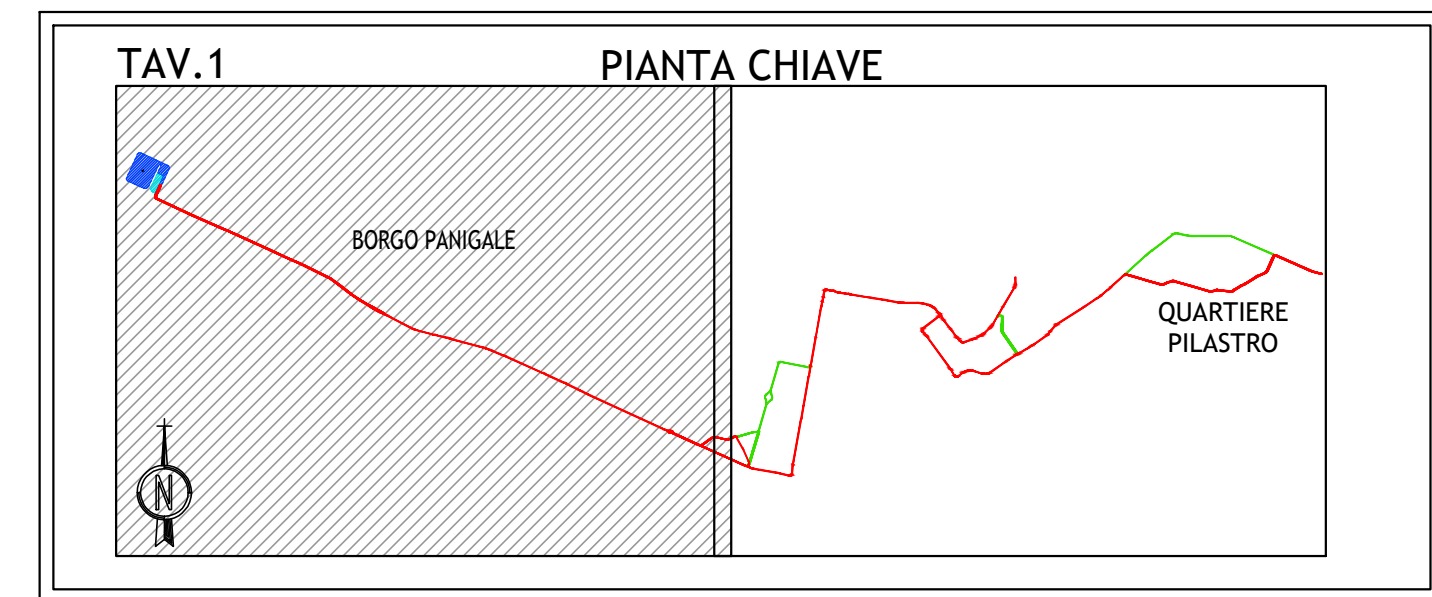 TAV.1
PIANTA CHIAVE
BORGO PANIGALE
QUARTIERE
PILASTRO
N